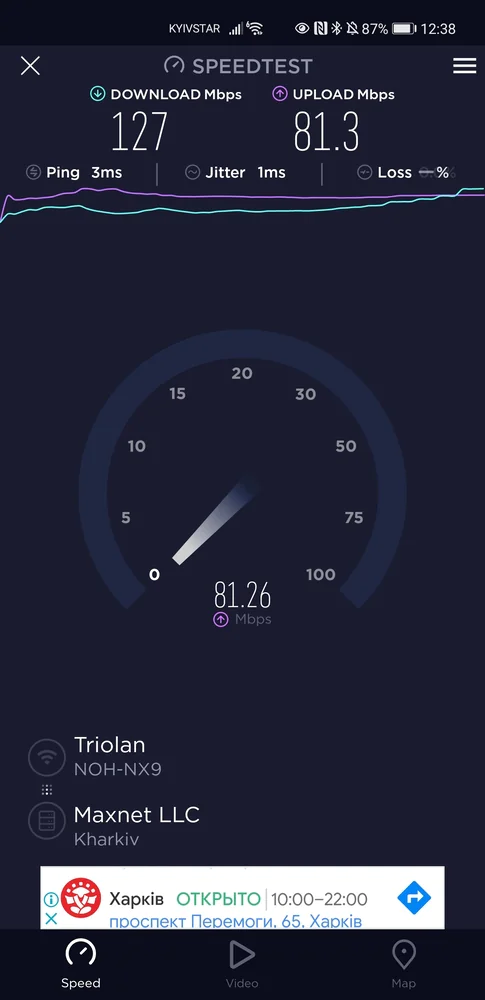 KYIVSTAR 6 87% 12:38
SPEEDTEST
DOWNLOAD Mbps UPLOAD Mbps
127 81.3
Ping 3ms Jitter 1ms Loss %
20
15 30
10 50
5 75
0 100
81.26
Mbps
Triolan
NOH-NX9
Maxnet LLC
Kharkiv
Харків ОТКРЫТО 10:00–22:00
проспект Перемоги, 65, Харків
Speed Video Map